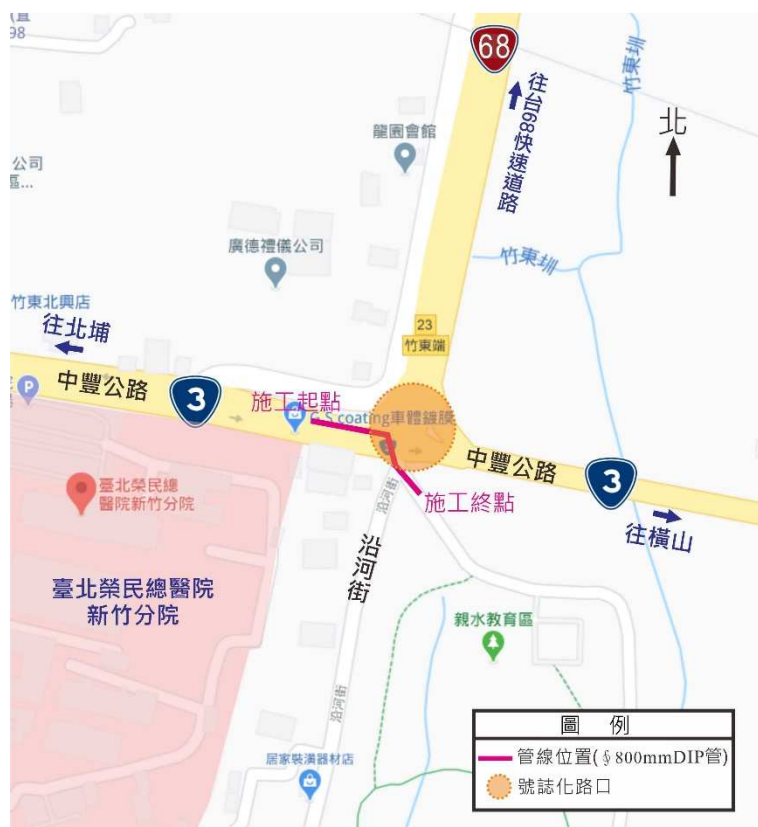 98
68
竹東圳
往台68快速道路
北
龍園會館
公司
區...
廣德禮儀公司
竹東圳
竹東北興店
往北埔
23
竹東端
中豐公路
3
施工起點
G.S coating車體鍍膜
中豐公路
3
臺北榮民總
醫院新竹分院
施工終點
沿河街
往橫山
沿河街
臺北榮民總醫院
新竹分院
親水教育區
沿河街
居家裝潢器材店
圖 例
管線位置(∮800mmDIP管)
號誌化路口